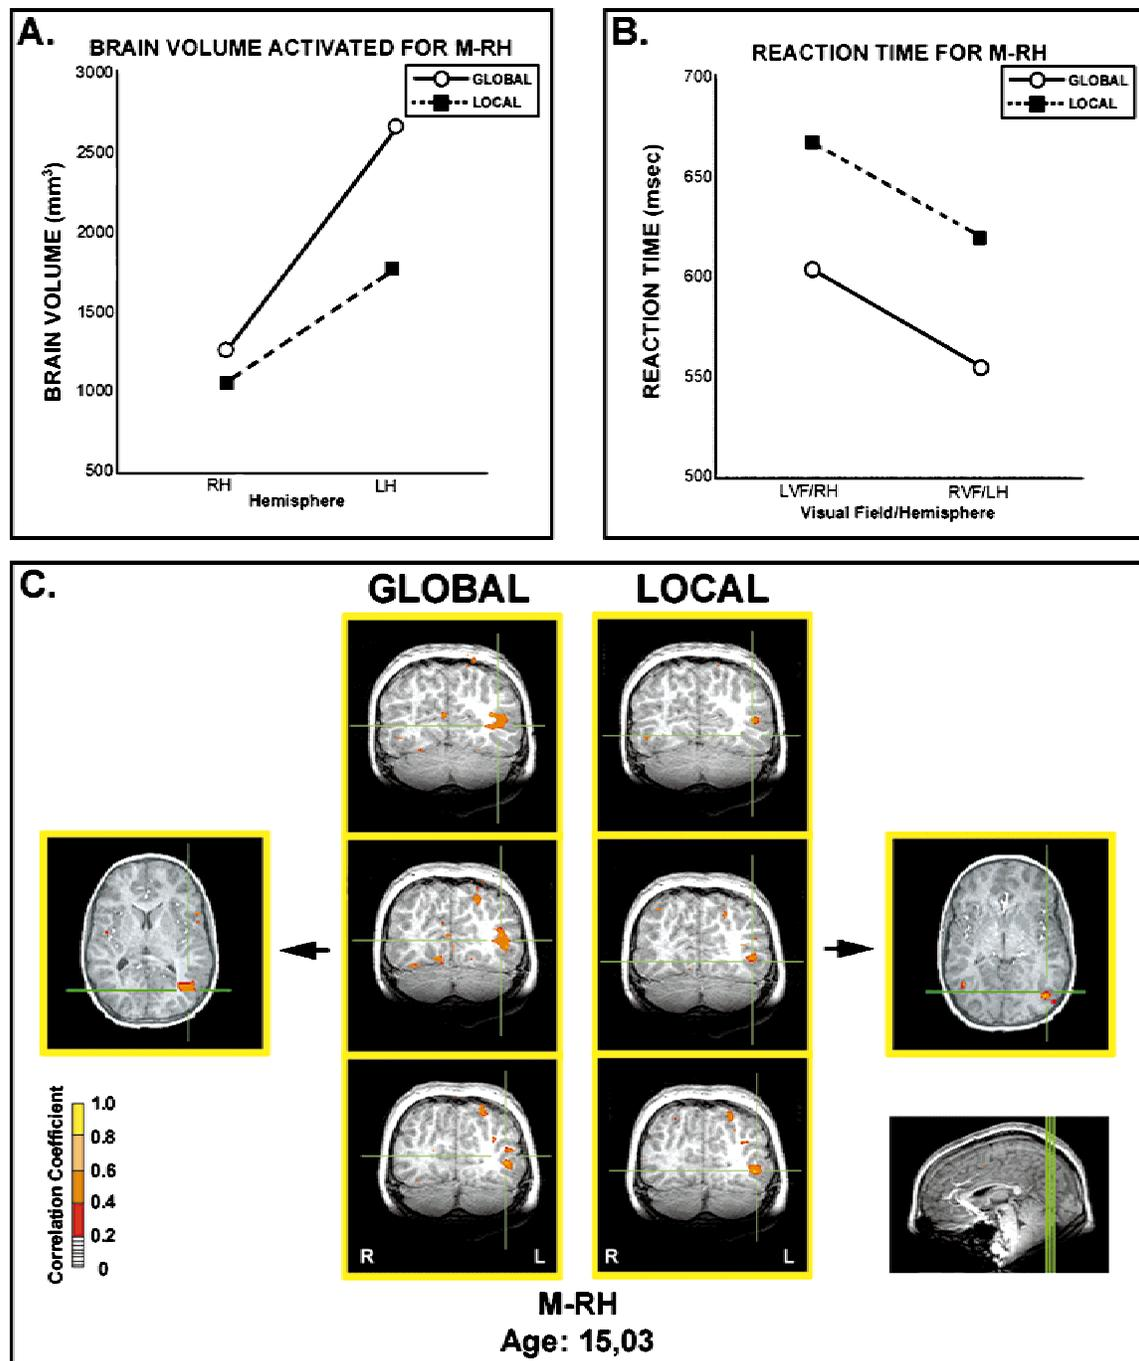 A.
BRAIN VOLUME ACTIVATED FOR M-RH
GLOBAL
LOCAL
BRAIN VOLUME (mm³)
3000
2500
2000
1500
1000
500
RH
LH
Hemisphere
B.
REACTION TIME FOR M-RH
GLOBAL
LOCAL
REACTION TIME (msec)
700
650
600
550
500
LVF/RH
RVF/LH
Visual Field/Hemisphere
C.
GLOBAL
LOCAL
Correlation Coefficient
1.0
0.8
0.6
0.4
0.2
0
R
L
R
L
M-RH
Age: 15,03